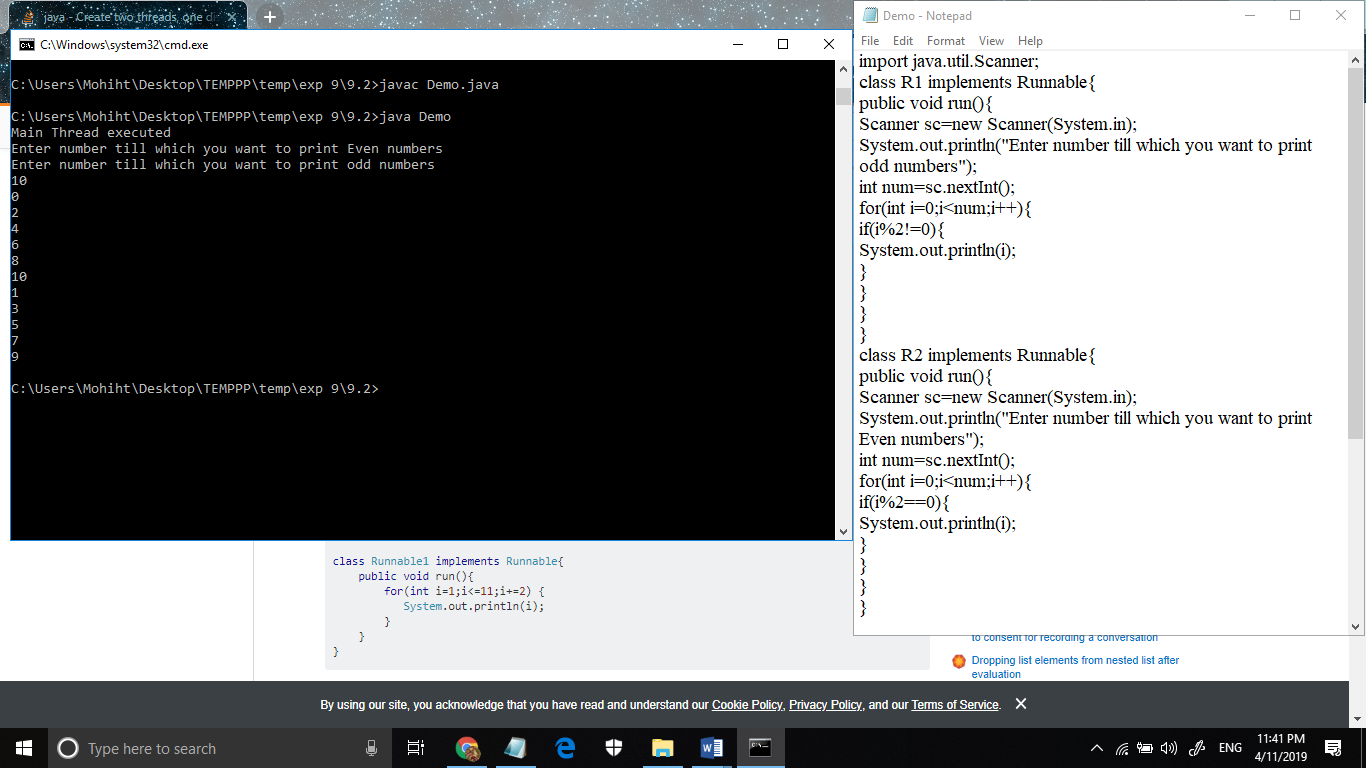 java - Create two threads, one di
C:\Windows\system32\cmd.exe
C:\Users\Mohiht\Desktop\TEMPPP\temp\exp 9\9.2>javac Demo.java
C:\Users\Mohiht\Desktop\TEMPPP\temp\exp 9\9.2>java Demo
Main Thread executed
Enter number till which you want to print Even numbers
Enter number till which you want to print odd numbers
10
0
2
4
6
8
10
1
3
5
7
9
C:\Users\Mohiht\Desktop\TEMPPP\temp\exp 9\9.2>
Demo - Notepad
File Edit Format View Help
import java.util.Scanner;
class R1 implements Runnable{
public void run(){
Scanner sc=new Scanner(System.in);
System.out.println("Enter number till which you want to print
odd numbers");
int num=sc.nextInt();
for(int i=0;i<num;i++){
if(i%2!=0){
System.out.println(i);
}
}
}
}
class R2 implements Runnable{
public void run(){
Scanner sc=new Scanner(System.in);
System.out.println("Enter number till which you want to print
Even numbers");
int num=sc.nextInt();
for(int i=0;i<num;i++){
if(i%2==0){
System.out.println(i);
}
}
}
}
class Runnable1 implements Runnable{
public void run(){
for(int i=1;i<=11;i+=2) {
System.out.println(i);
}
}
}
to consent for recording a conversation
Dropping list elements from nested list after
evaluation
By using our site, you acknowledge that you have read and understand our Cookie Policy, Privacy Policy, and our Terms of Service.
Type here to search
ENG
11:41 PM
4/11/2019